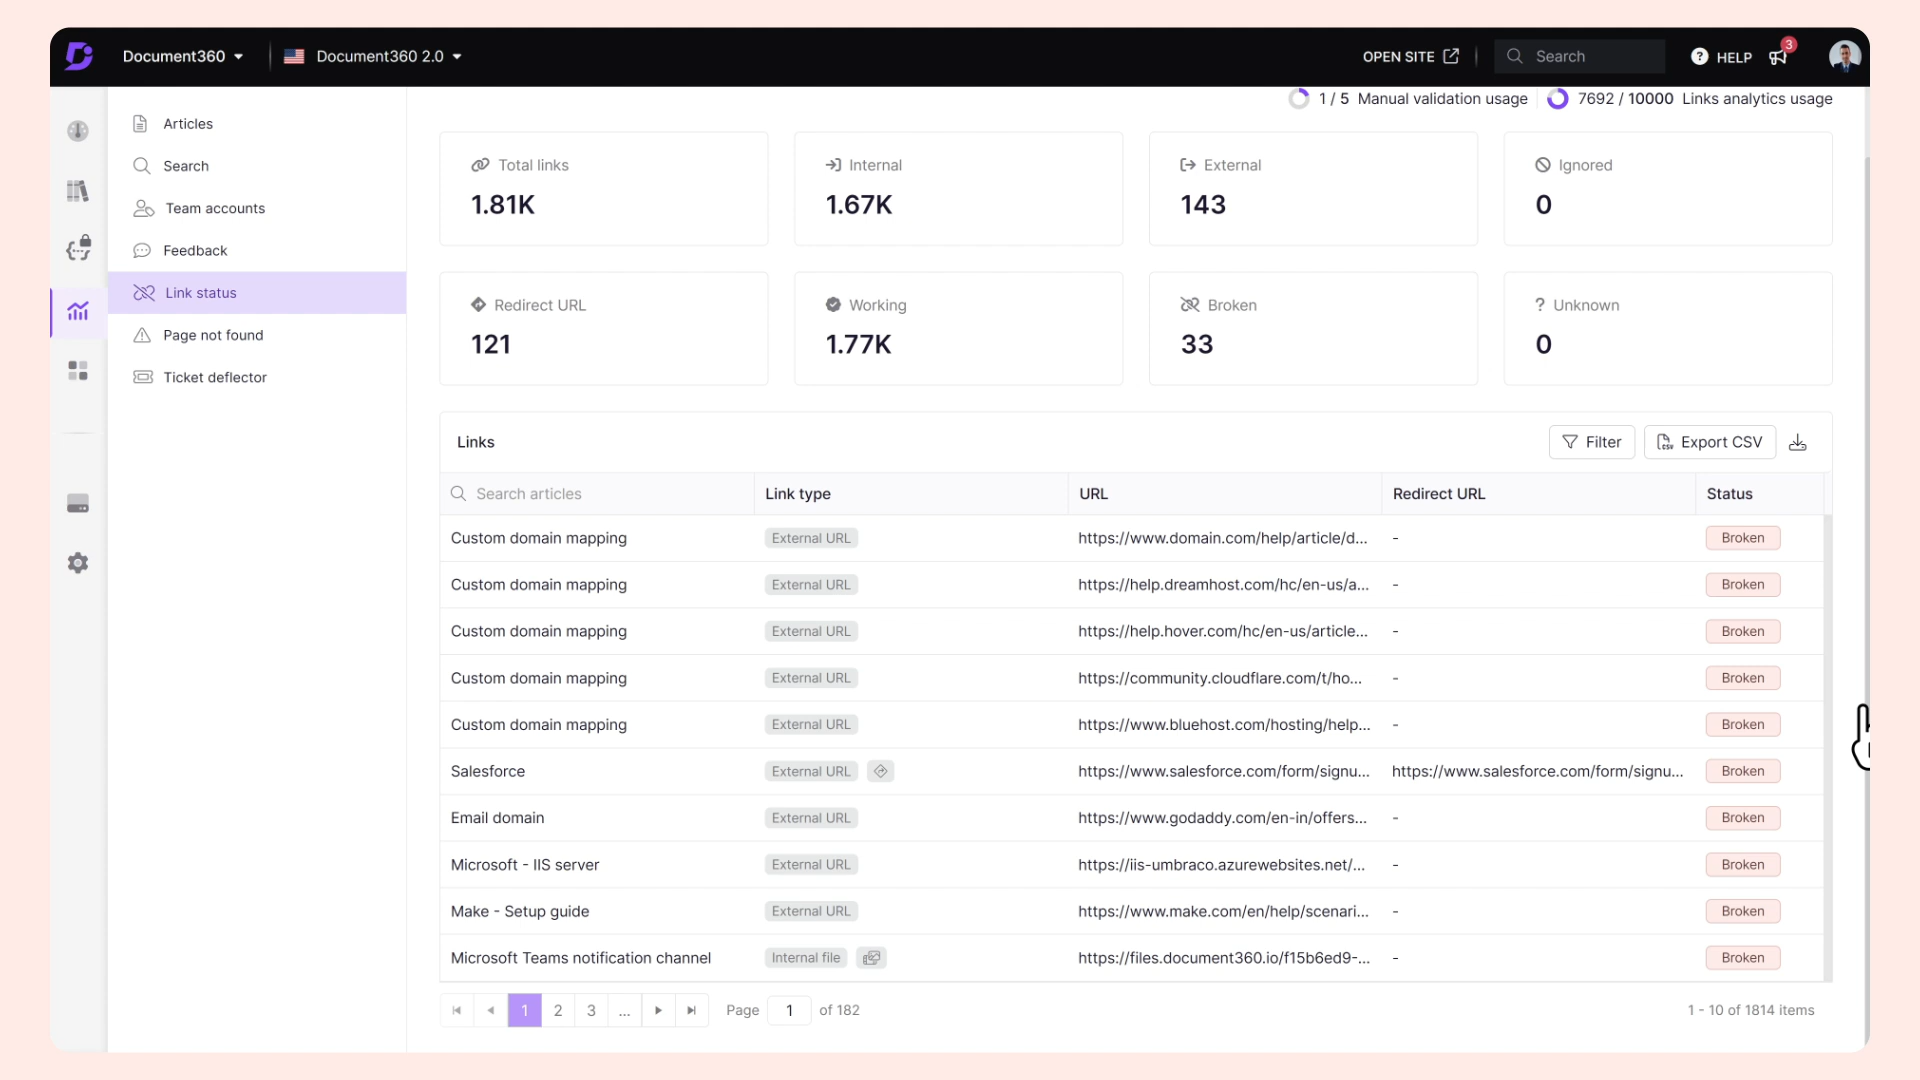 Document360
Document360 2.0
OPEN SITE
Search
HELP
3
Articles
Search
Team accounts
Feedback
Link status
Page not found
Ticket deflector
1 / 5 Manual validation usage
7692 / 10000 Links analytics usage
Total links
1.81K
Internal
1.67K
External
143
Ignored
0
Redirect URL
121
Working
1.77K
Broken
33
? Unknown
0
Links
Filter
CSV Export CSV
Search articles Link type URL Redirect URL Status
Custom domain mapping External URL https://www.domain.com/help/article/d... - Broken
Custom domain mapping External URL https://help.dreamhost.com/hc/en-us/a... - Broken
Custom domain mapping External URL https://help.hover.com/hc/en-us/article... - Broken
Custom domain mapping External URL https://community.cloudflare.com/t/ho... - Broken
Custom domain mapping External URL https://www.bluehost.com/hosting/help... - Broken
Salesforce External URL https://www.salesforce.com/form/signu... https://www.salesforce.com/form/signu... Broken
Email domain External URL https://www.godaddy.com/en-in/offers... - Broken
Microsoft - IIS server External URL https://iis-umbraco.azurewebsites.net/... - Broken
Make - Setup guide External URL https://www.make.com/en/help/scenari... - Broken
Microsoft Teams notification channel Internal file https://files.document360.io/f15b6ed9-... - Broken
1 2 3 ... Page 1 of 182
1 - 10 of 1814 items